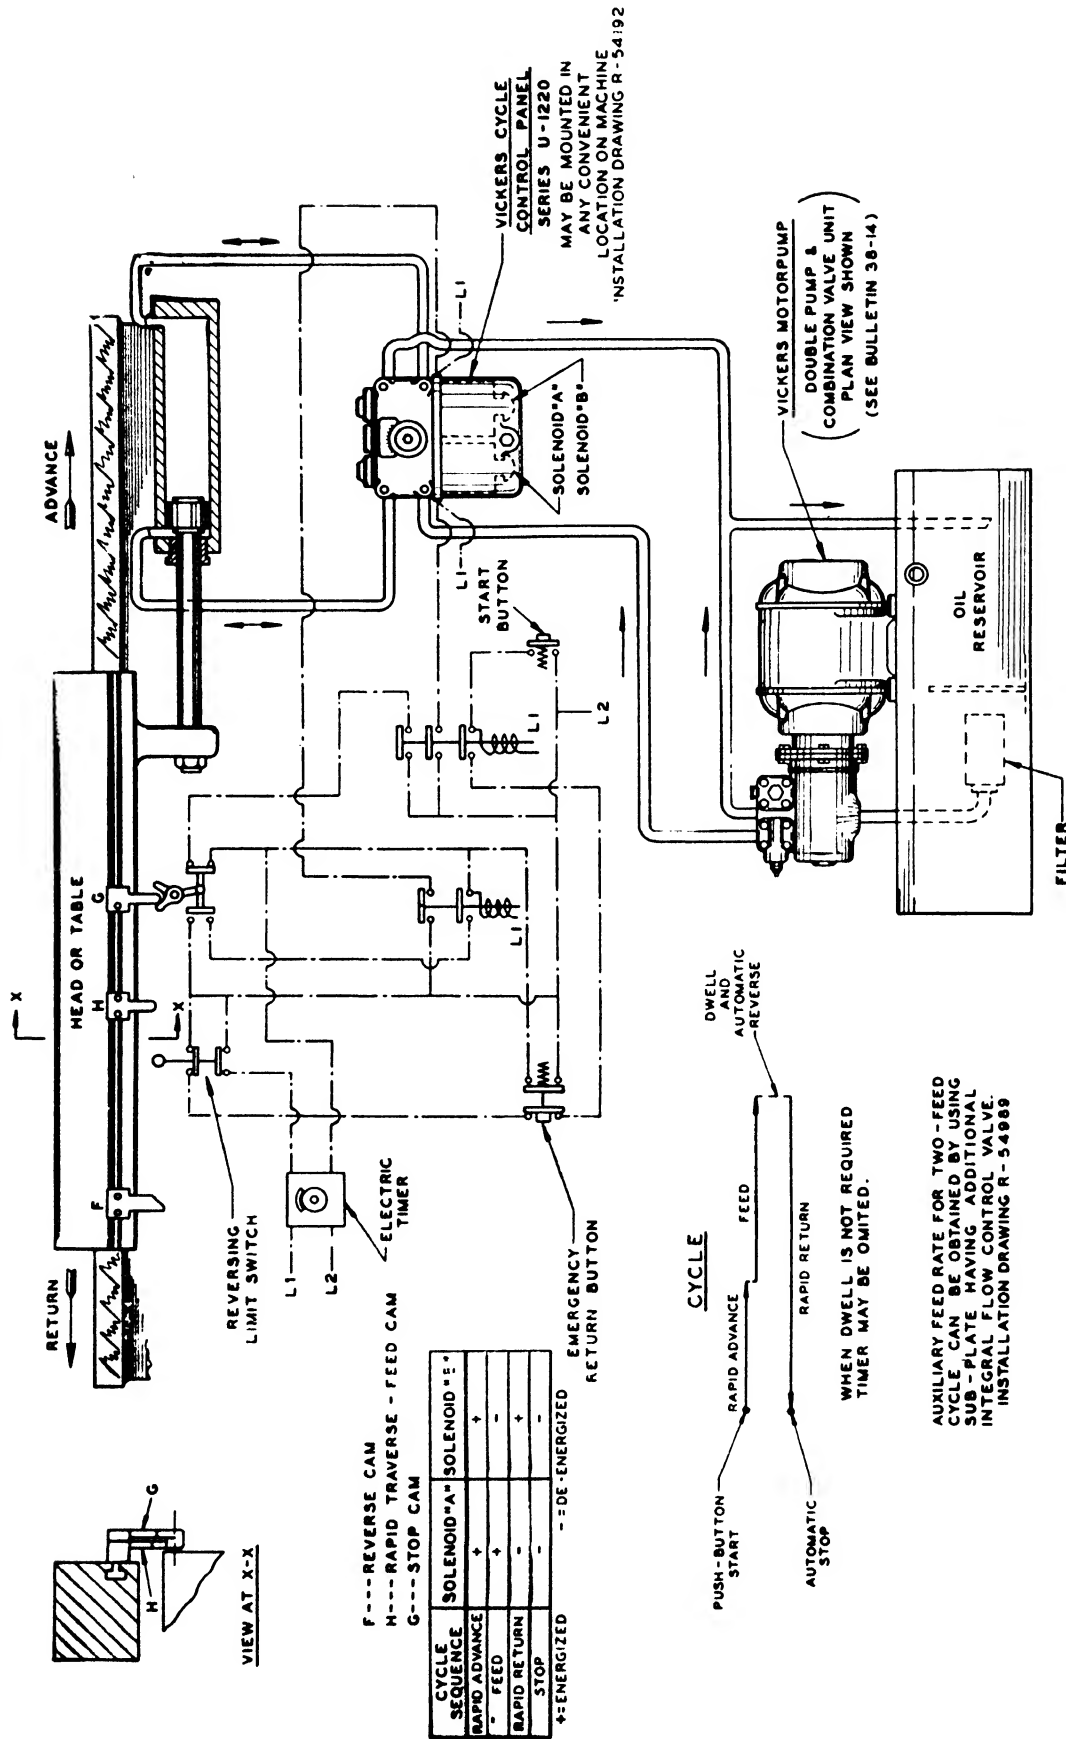 ADVANCE
RETURN
HEAD OR TABLE
F
H
G
X
X
REVERSING
LIMIT SWITCH
L1
L2
ELECTRIC
TIMER
EMERGENCY
RETURN BUTTON
L1
L1
L2
START
BUTTON
L1
L1
SOLENOID "A"
SOLENOID "B"
VICKERS CYCLE
CONTROL PANEL
SERIES U-1220
MAY BE MOUNTED IN
ANY CONVENIENT
LOCATION ON MACHINE
INSTALLATION DRAWING R-54192
VICKERS MOTORPUMP
DOUBLE PUMP &
COMBINATION VALVE UNIT
PLAN VIEW SHOWN
(SEE BULLETIN 38-14)
OIL
RESERVOIR
FILTER
H
G
VIEW AT X-X
F---REVERSE CAM
H---RAPID TRAVERSE-FEED CAM
G---STOP CAM
CYCLE SEQUENCE SOLENOID "A" SOLENOID
RAPID ADVANCE + +
FEED + -
RAPID RETURN - +
STOP - -
+=ENERGIZED -=DE-ENERGIZED
CYCLE
PUSH-BUTTON
START
RAPID ADVANCE
FEED
DWELL
AND
AUTOMATIC
REVERSE
RAPID RETURN
AUTOMATIC
STOP
WHEN DWELL IS NOT REQUIRED
TIMER MAY BE OMITED.
AUXILIARY FEED RATE FOR TWO-FEED
CYCLE CAN BE OBTAINED BY USING
SUB-PLATE HAVING ADDITIONAL
INTEGRAL FLOW CONTROL VALVE.
INSTALLATION DRAWING R-54989